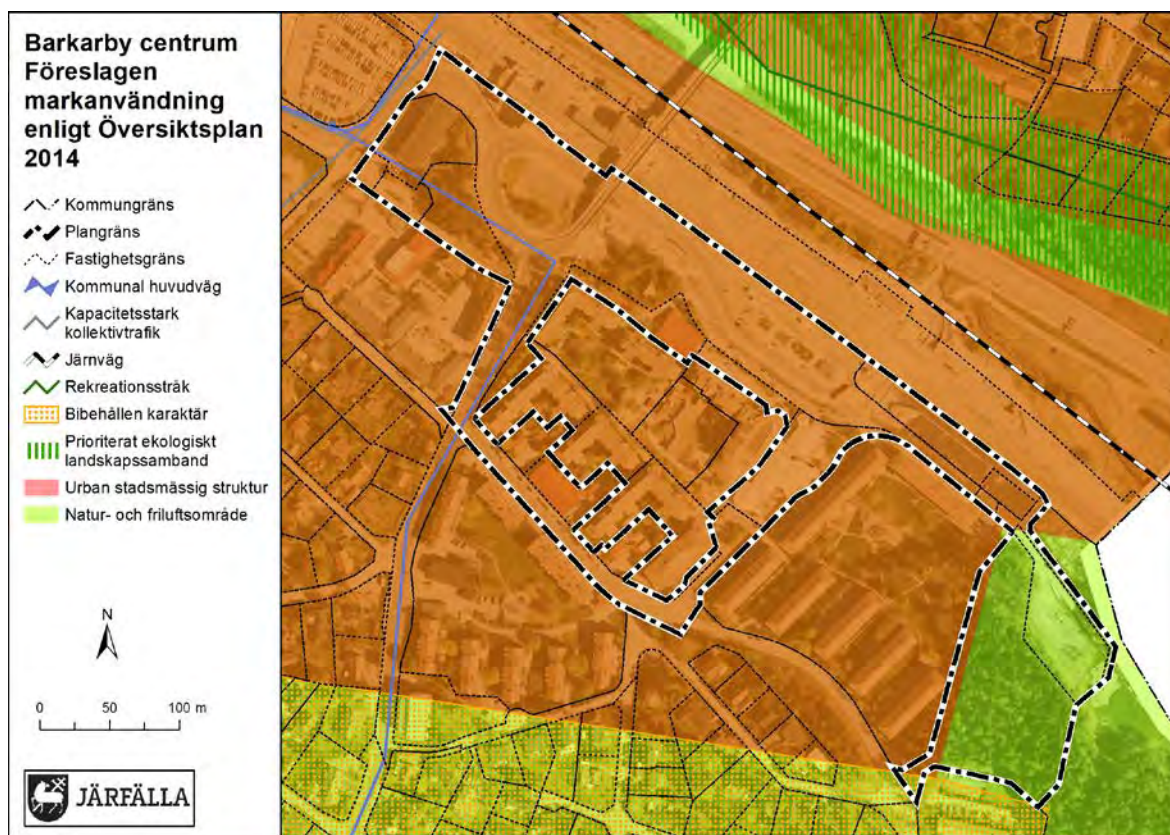 Barkarby centrum
Föreslagen
markanvändning
enligt Översiktsplan
2014
Kommungräns
Plangräns
Fastighetsgräns
Kommunal huvudväg
Kapacitetsstark
kollektivtrafik
Järnväg
Rekreationsstråk
Bibehållen karaktär
Prioriterat ekologiskt
landskapssamband
Urban stadsmässig struktur
Natur- och friluftsområde
N
0 50 100 m
JÄRFÄLLA